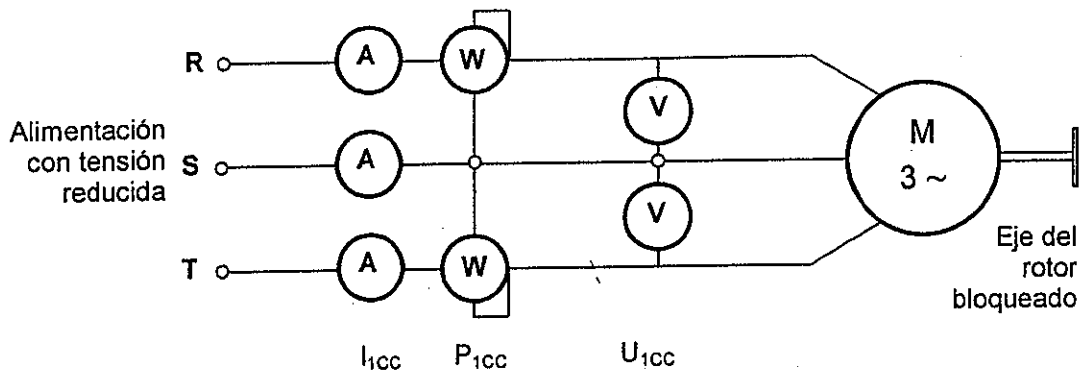 R A W
V
Alimentación
con tensión
reducida
S A
M
3 ~
V
T A W
Eje del
rotor
bloqueado
I1CC P1CC U1CC